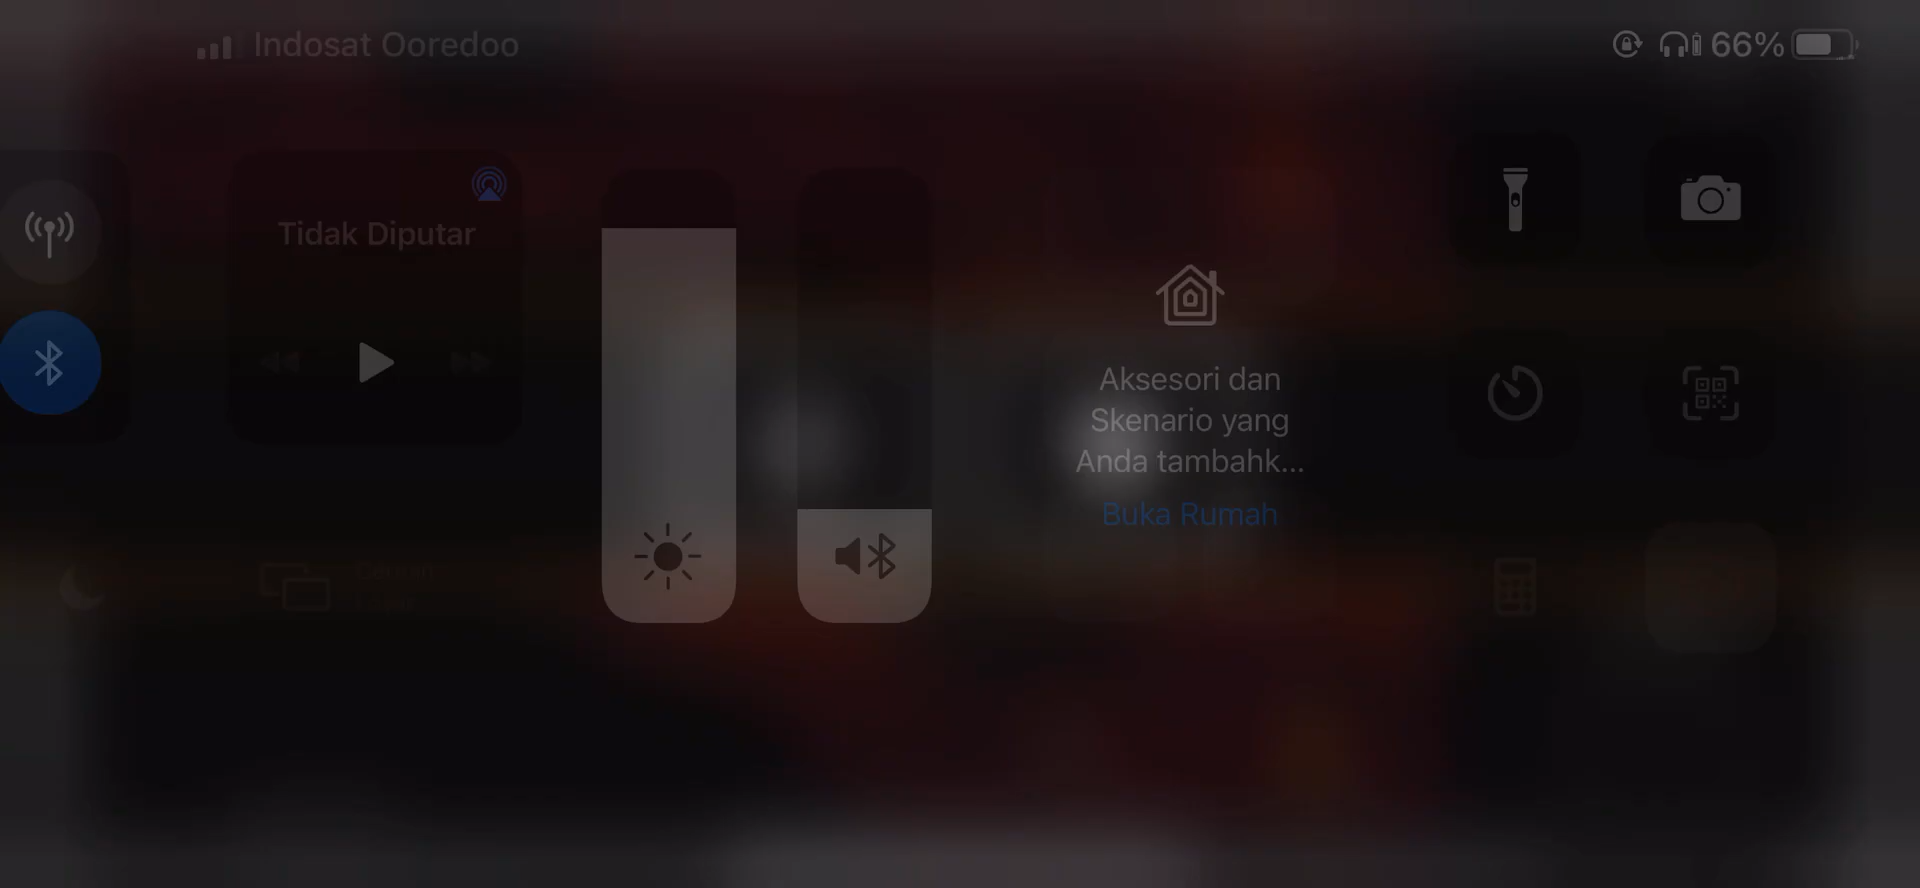 Indosat Ooredoo
66%
Tidak Diputar
Aksesori dan
Skenario yang
Anda tambahk...
Buka Rumah